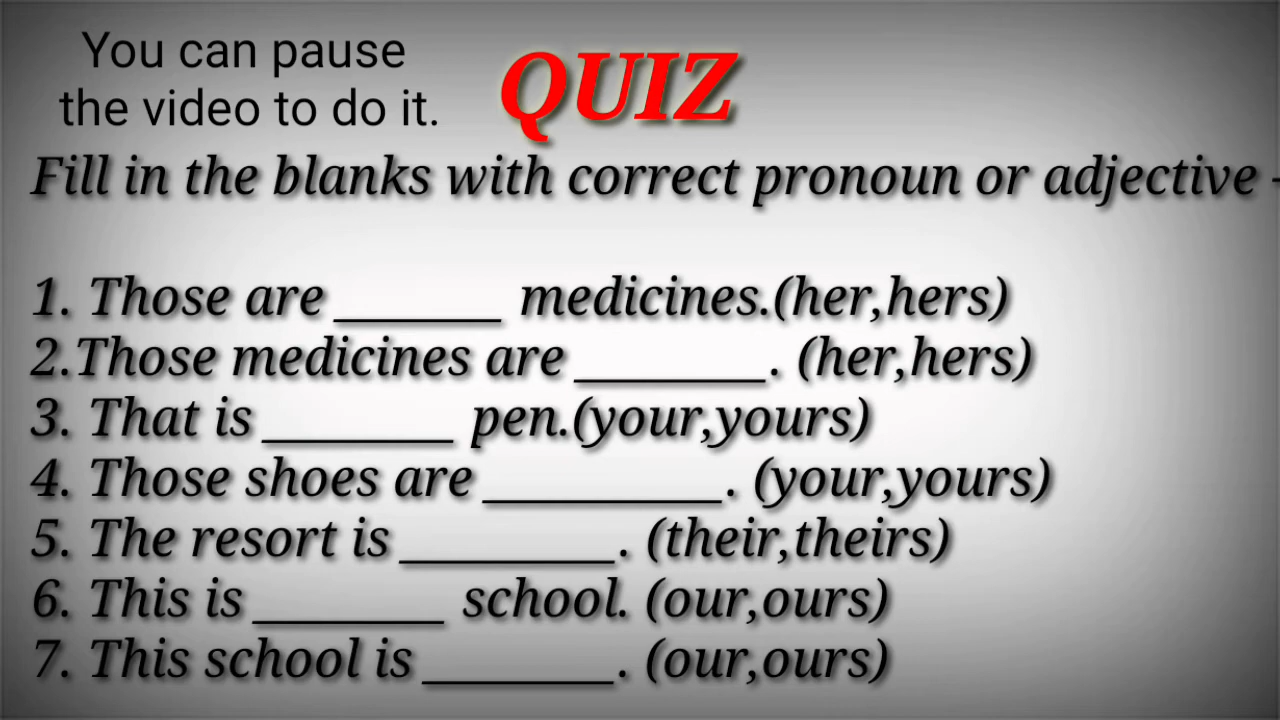 You can pause
the video to do it.
QUIZ
Fill in the blanks with correct pronoun or adjective -
1. Those are _______ medicines.(her,hers)
2.Those medicines are ________. (her,hers)
3. That is ________ pen.(your,yours)
4. Those shoes are __________. (your,yours)
5. The resort is _________. (their,theirs)
6. This is ________ school. (our,ours)
7. This school is ________. (our,ours)